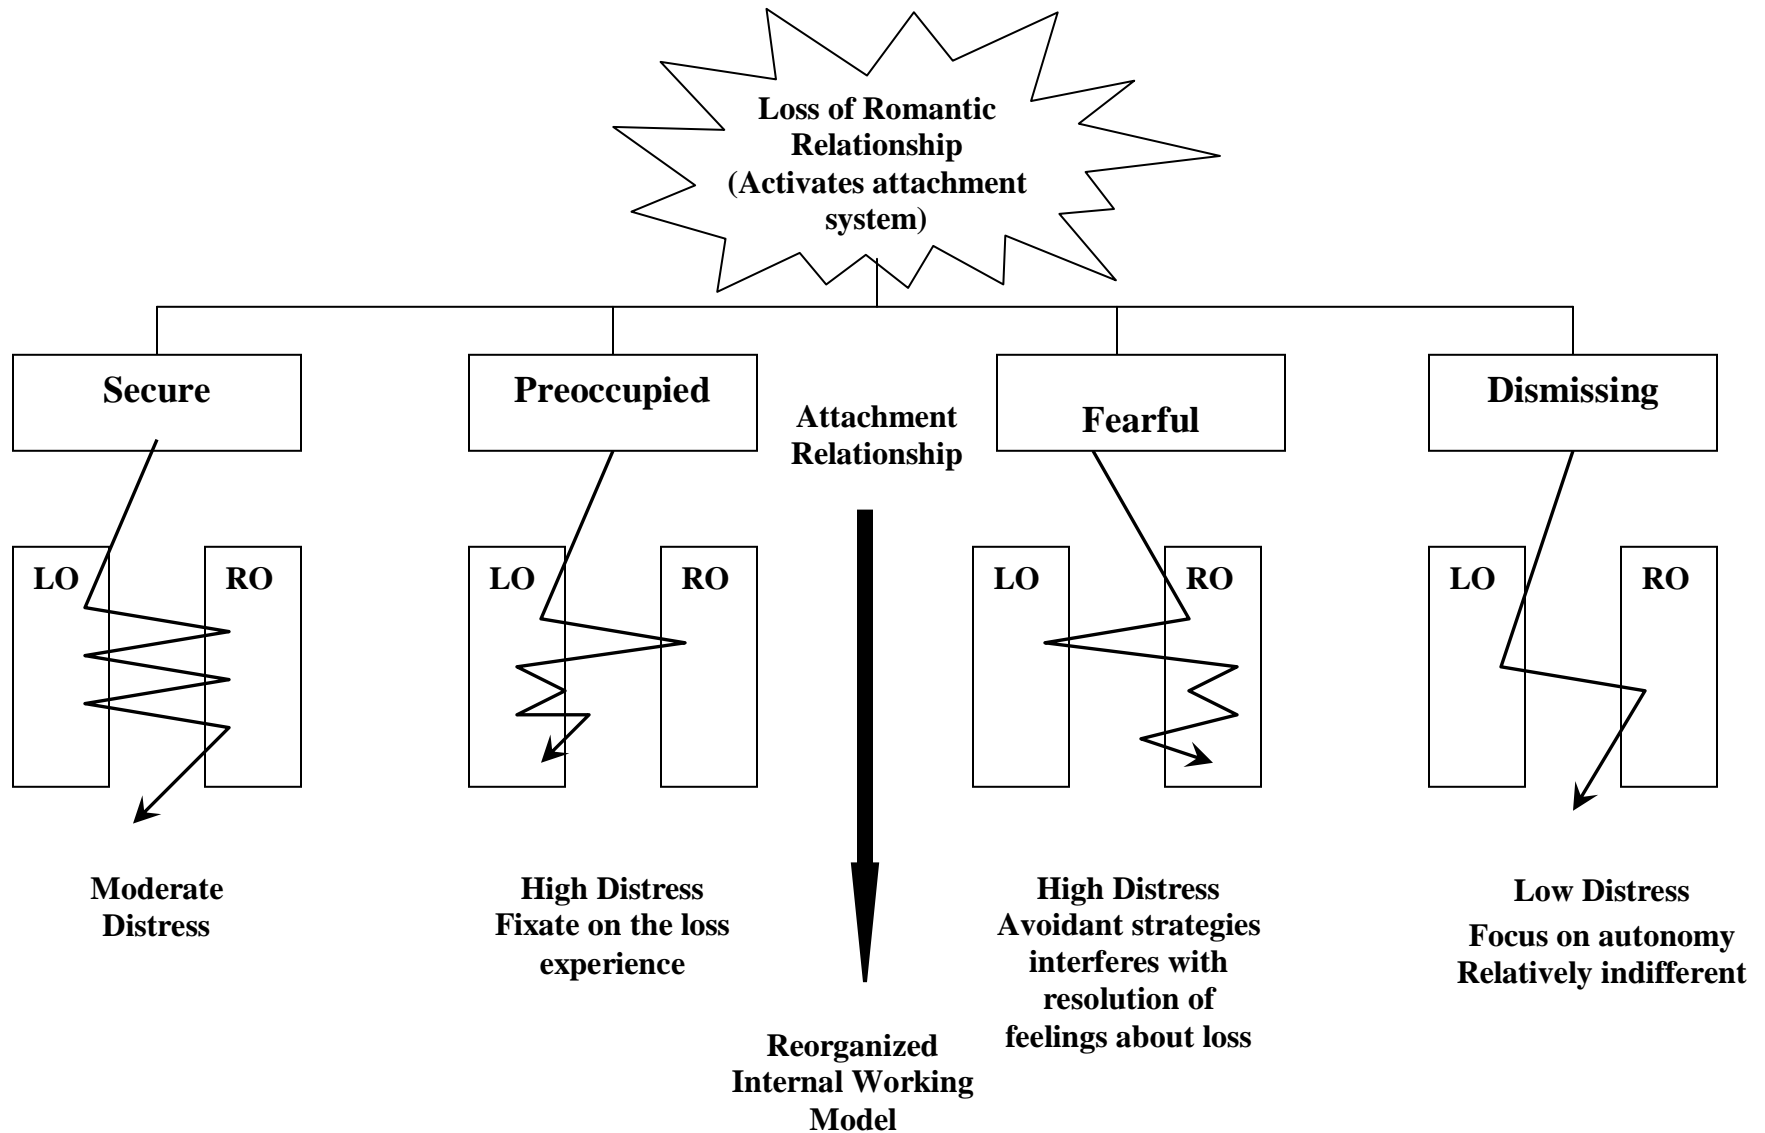 Loss of Romantic
Relationship
(Activates attachment
system)
Secure
Preoccupied
Attachment
Relationship
Fearful
Dismissing
LO
RO
LO
RO
LO
RO
LO
RO
Moderate
Distress
High Distress
Fixate on the loss
experience
High Distress
Avoidant strategies
interferes with
resolution of
feelings about loss
Low Distress
Focus on autonomy
Relatively indifferent
Reorganized
Internal Working
Model